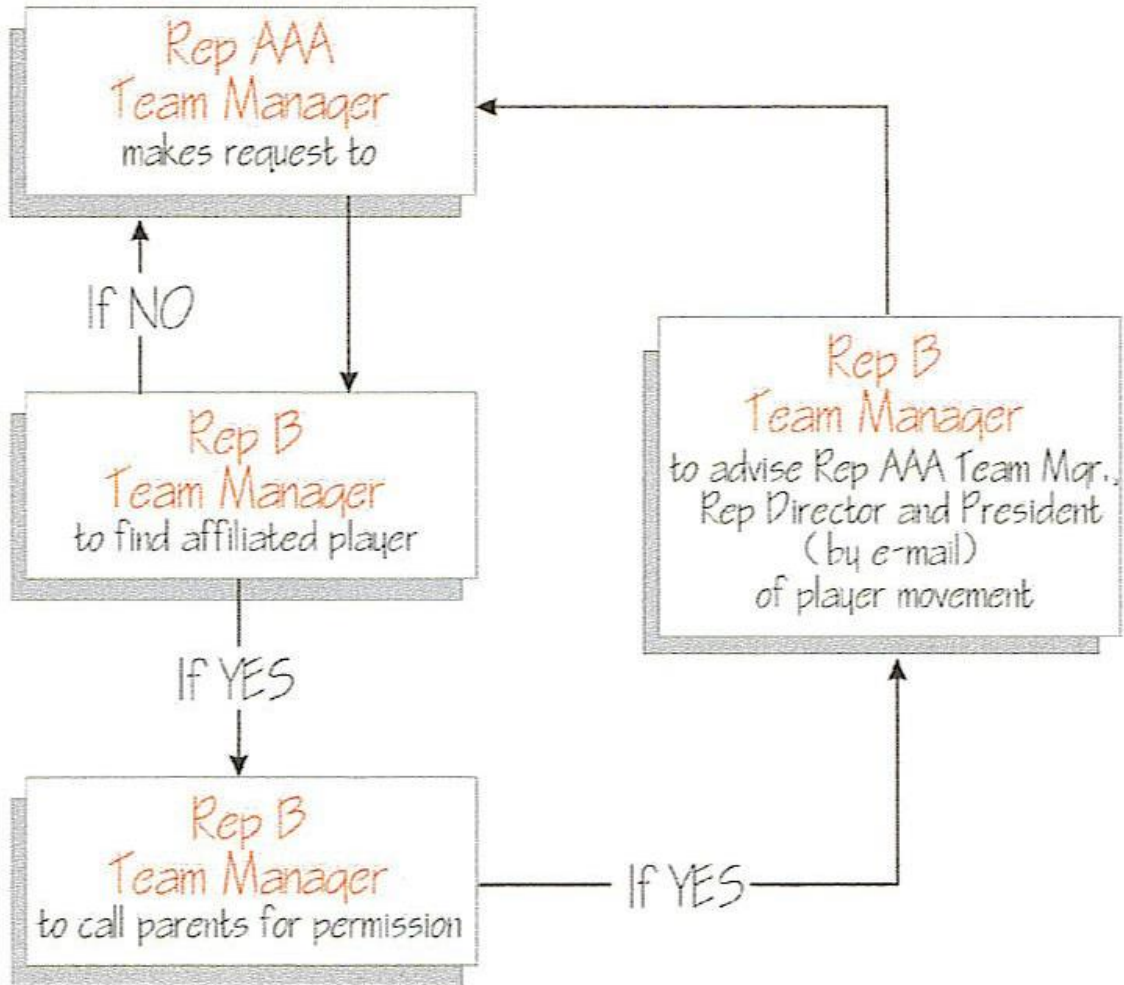 Rep AAA
Team Manager
makes request to
If NO
Rep B
Team Manager
to find affiliated player
If YES
Rep B
Team Manager
to call parents for permission
If YES
Rep B
Team Manager
to advise Rep AAA Team Mgr.,
Rep Director and President
(by e-mail)
of player movement